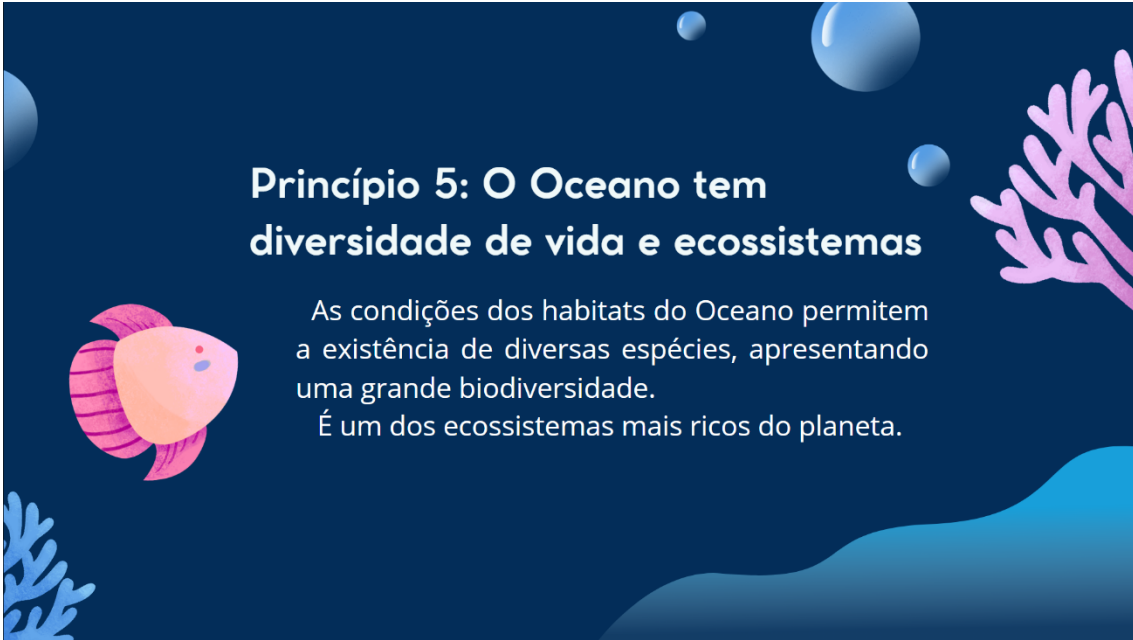 Princípio 5: O Oceano tem
diversidade de vida e ecossistemas
As condições dos habitats do Oceano permitem
a existência de diversas espécies, apresentando
uma grande biodiversidade.
É um dos ecossistemas mais ricos do planeta.